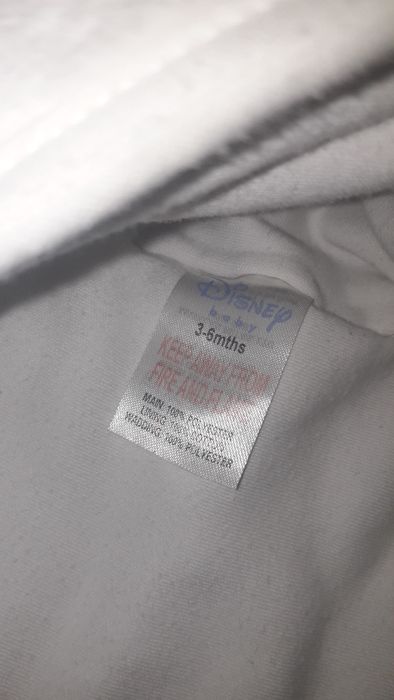 Disney
baby
3-6mths
KEEP AWAY FROM
FIRE AND FLAME
MAIN: 100% POLYESTER
LINING: 100% COTTON
WADDING: 100% POLYESTER